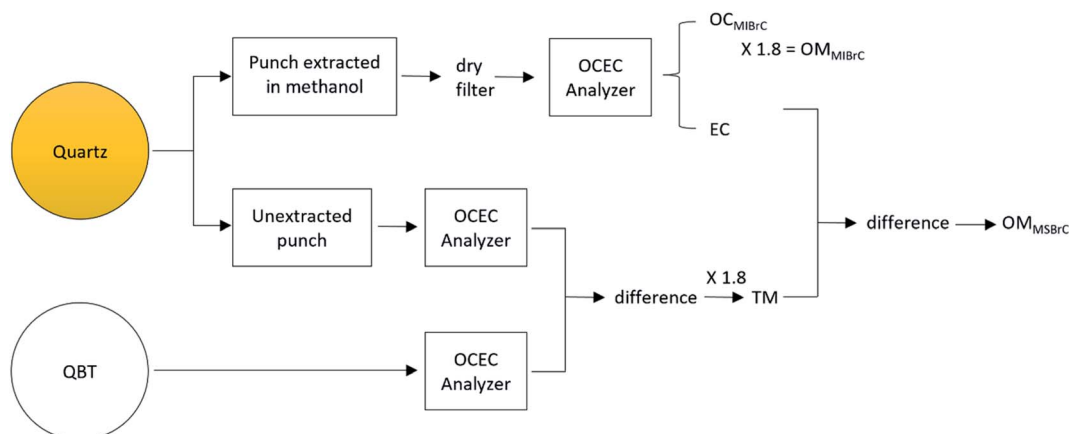 Quartz
Punch extracted
in methanol
dry
filter
OCEC
Analyzer
OC_MIBrC
X 1.8 = OM_MIBrC
EC
Unextracted
punch
OCEC
Analyzer
difference
X 1.8
TM
difference
OM_MSBrC
QBT
OCEC
Analyzer